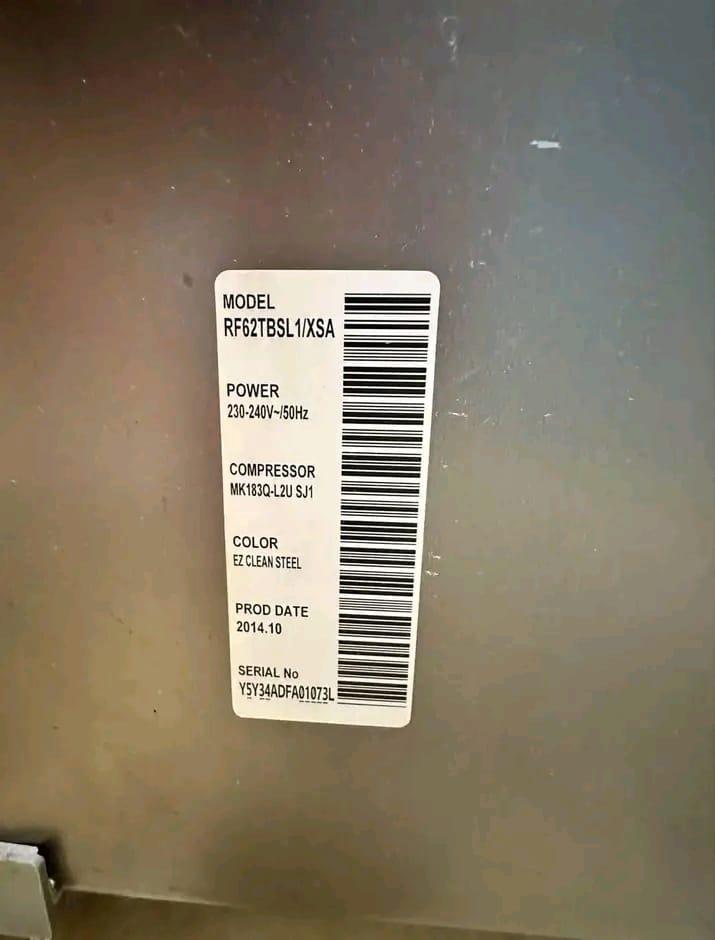 MODEL
RF62TBSL1/XSA
POWER
230-240V~/50Hz
COMPRESSOR
MK183Q-L2U SJ1
COLOR
EZ CLEAN STEEL
PROD DATE
2014.10
SERIAL No
Y5Y34ADFA01073L